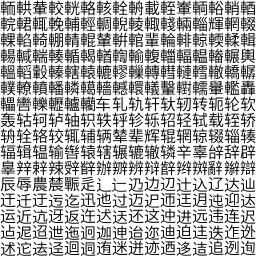 輀輁輂較輄輅輆輇輈載輊輋輌輍輎輏
輐輑輒輓輔輕輖輗輘輙輚輛輜輝輞輟
輠輡輢輣輤輥輦輧輨輩輪輫輬輭輮輯
輰輱輲輳輴輵輶輷輸輹輺輻輼輽輾輿
轀轁轂轃轄轅轆轇轈轉轊轋轌轍轎轏
轐轑轒轓轔轕轖轗轘轙轚轛轜轝轞轟
轠轡轢轣轤轥车轧轨轩轪轫转轭轮软
轰轱轲轳轴轵轶轷轸轹轺轻轼载轾轿
辀辁辂较辄辅辆辇辈辉辊辋辌辍辎辏
辐辑辒输辔辕辖辗辘辙辚辛辜辝辞辟
辠辡辢辣辤辥辦辧辨辩辪辫辬辭辮辯
辰辱農辳辴辵辶辷辸边辺辻込辽达辿
迀迁迂迃迄迅迆过迈迉迊迋迌迍迎迏
运近迒迓返迕迖迗还这迚进远违连迟
迠迡迢迣迤迥迦迧迨迩迪迫迬迭迮迯
述迱迲迳迴迵迶迷迸迹迺迻迼追迾迿